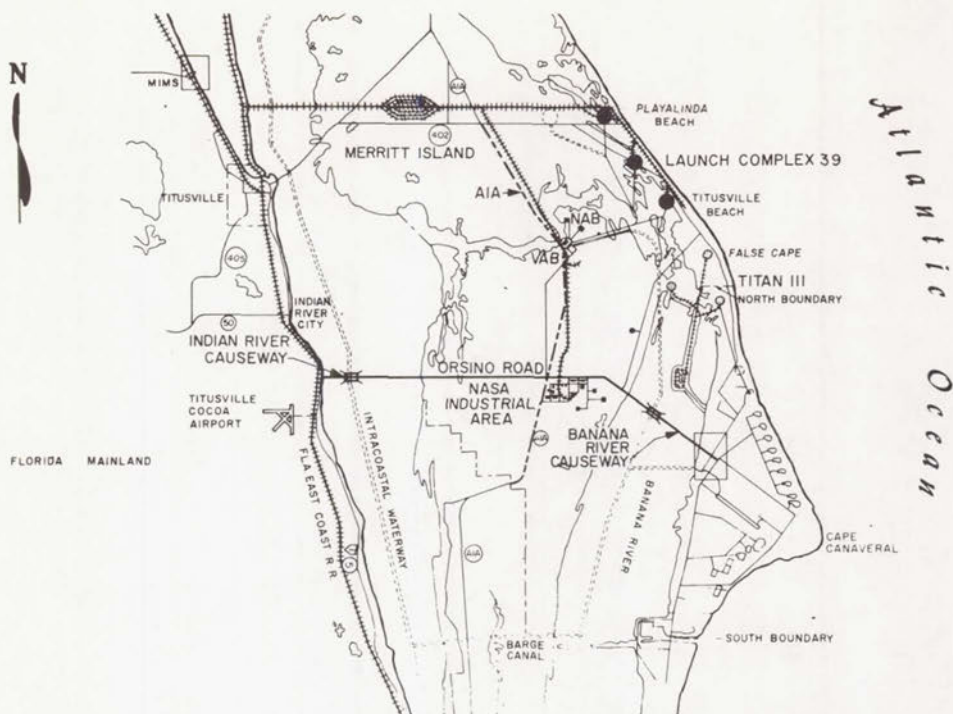 N
MIMS
A1A
PLAYALINDA
BEACH
402
MERRITT ISLAND
LAUNCH COMPLEX 39
Atlantic Ocean
TITUSVILLE
AIA
NAB
TITUSVILLE
BEACH
VAB
405
FALSE CAPE
TITAN III
NORTH BOUNDARY
INDIAN
RIVER
CITY
50
INDIAN RIVER
CAUSEWAY
ORSINO ROAD
NASA
INDUSTRIAL
AREA
TITUSVILLE
COCOA
AIRPORT
BANANA
RIVER
CAUSEWAY
FLORIDA MAINLAND
FLA EAST COAST R.R.
INTRACOASTAL WATERWAY
BANANA RIVER
A1A
CAPE
CANAVERAL
BARGE
CANAL
SOUTH BOUNDARY